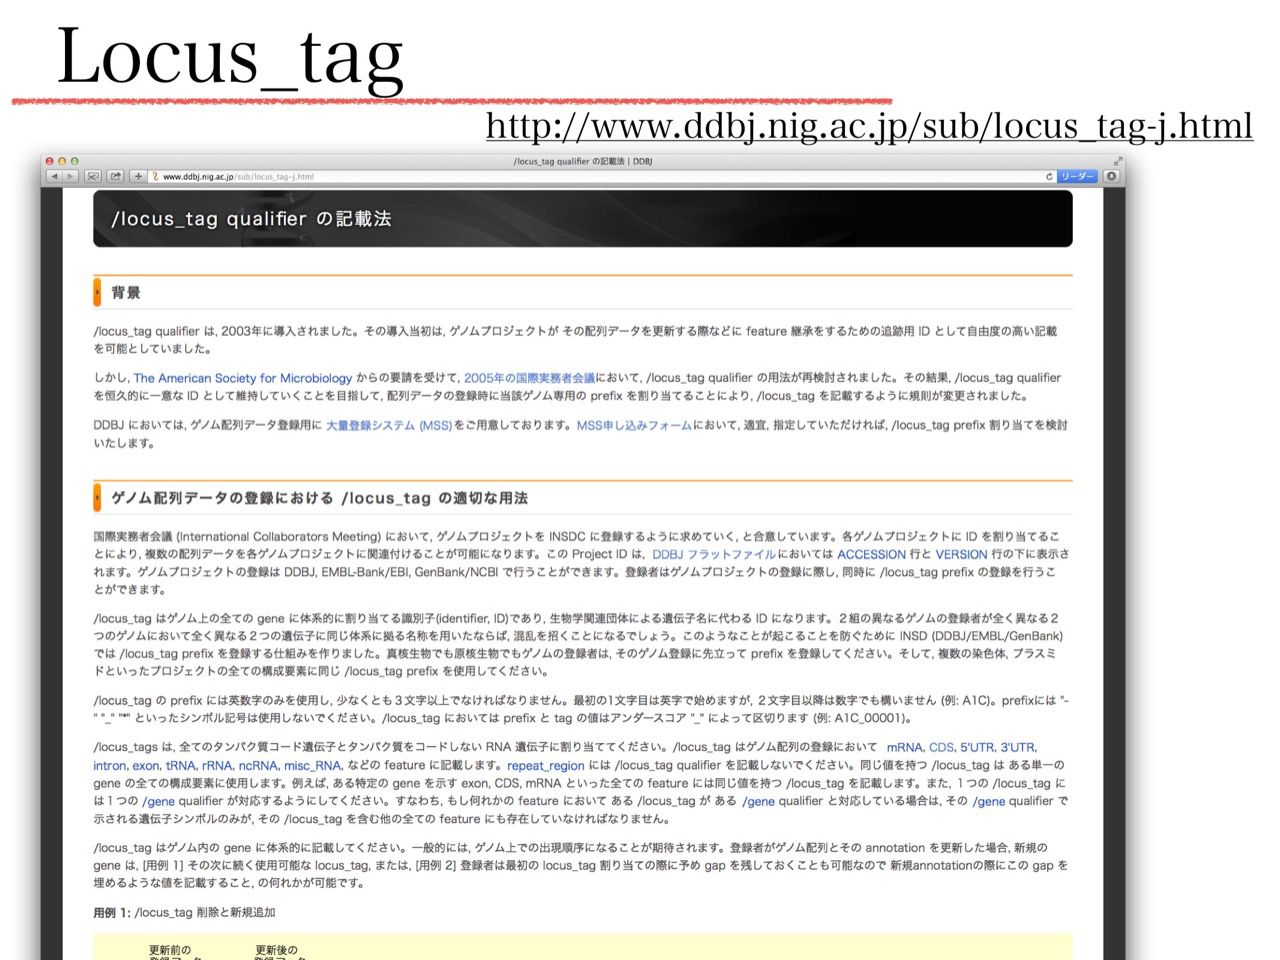 Locus_tag
http://www.ddbj.nig.ac.jp/sub/locus_tag-j.html
/locus_tag qualifier の記載法 | DDBJ
www.ddbj.nig.ac.jp/sub/locus_tag-j.html
リーダー
/locus_tag qualifier の記載法
背景
/locus_tag qualifier は, 2003年に導入されました。その導入当初は, ゲノムプロジェクトが その配列データを更新する際などに feature 継承をするための追跡用 ID として自由度の高い記載
を可能としていました。
しかし, The American Society for Microbiology からの要請を受けて, 2005年の国際実務者会議において, /locus_tag qualifier の用法が再検討されました。その結果, /locus_tag qualifier
を恒久的に一意な ID として維持していくことを目指して, 配列データの登録時に当該ゲノム専用の prefix を割り当てることにより, /locus_tag を記載するように規則が変更されました。
DDBJ においては, ゲノム配列データ登録用に 大量登録システム (MSS)をご用意しております。MSS申し込みフォームにおいて, 適宜, 指定していただければ, /locus_tag prefix 割り当てを検討
いたします。
ゲノム配列データの登録における /locus_tag の適切な用法
国際実務者会議 (International Collaborators Meeting) において, ゲノムプロジェクトを INSDC に登録するように求めていく, と合意しています。各ゲノムプロジェクトに ID を割り当てるこ
とにより, 複数の配列データを各ゲノムプロジェクトに関連付けることが可能になります。この Project ID は, DDBJ フラットファイルにおいては ACCESSION 行と VERSION 行の下に表示さ
れます。ゲノムプロジェクトの登録は DDBJ, EMBL-Bank/EBI, GenBank/NCBI で行うことができます。登録者はゲノムプロジェクトの登録に際し, 同時に /locus_tag prefix の登録を行うこ
とができます。
/locus_tag はゲノム上の全ての gene に体系的に割り当てる識別子(identifier, ID)であり, 生物学関連団体による遺伝子名に代わる ID になります。２組の異なるゲノムの登録者が全く異なる２
つのゲノムにおいて全く異なる２つの遺伝子に同じ体系に拠る名称を用いたならば, 混乱を招くことになるでしょう。このようなことが起こることを防ぐために INSD (DDBJ/EMBL/GenBank)
では /locus_tag prefix を登録する仕組みを作りました。真核生物でも原核生物でもゲノムの登録者は, そのゲノム登録に先立って prefix を登録してください。そして, 複数の染色体, プラスミ
ドといったプロジェクトの全ての構成要素に同じ /locus_tag prefix を使用してください。
/locus_tag の prefix には英数字のみを使用し, 少なくとも３文字以上でなければなりません。最初の1文字目は英字で始めますが, ２文字目以降は数字でも構いません (例: A1C)。prefixには "-
" "_" "*" といったシンボル記号は使用しないでください。/locus_tag においては prefix と tag の値はアンダースコア "_" によって区切ります (例: A1C_00001)。
/locus_tags は, 全てのタンパク質コード遺伝子とタンパク質をコードしない RNA 遺伝子に割り当ててください。/locus_tag はゲノム配列の登録において mRNA, CDS, 5'UTR, 3'UTR,
intron, exon, tRNA, rRNA, ncRNA, misc_RNA, などの feature に記載します。repeat_region には /locus_tag qualifier を記載しないでください。同じ値を持つ /locus_tag は ある単一の
gene の全ての構成要素に使用します。例えば, ある特定の gene を示す exon, CDS, mRNA といった全ての feature には同じ値を持つ /locus_tag を記載します。また, １つの /locus_tag に
は１つの /gene qualifier が対応するようにしてください。すなわち, もし何れかの feature において ある /locus_tag が ある /gene qualifier と対応している場合は, その /gene qualifier で
示される遺伝子シンボルのみが, その /locus_tag を含む他の全ての feature にも存在していなければなりません。
/locus_tag はゲノム内の gene に体系的に記載してください。一般的には, ゲノム上での出現順序になることが期待されます。登録者がゲノム配列とその annotation を更新した場合, 新規の
gene は, [用例 1] その次に続く使用可能な locus_tag, または, [用例 2] 登録者は最初の locus_tag 割り当ての際に予め gap を残しておくことも可能なので 新規annotationの際にこの gap を
埋めるような値を記載すること, の何れかが可能です。
用例 1: /locus_tag 削除と新規追加
更新前の 更新後の